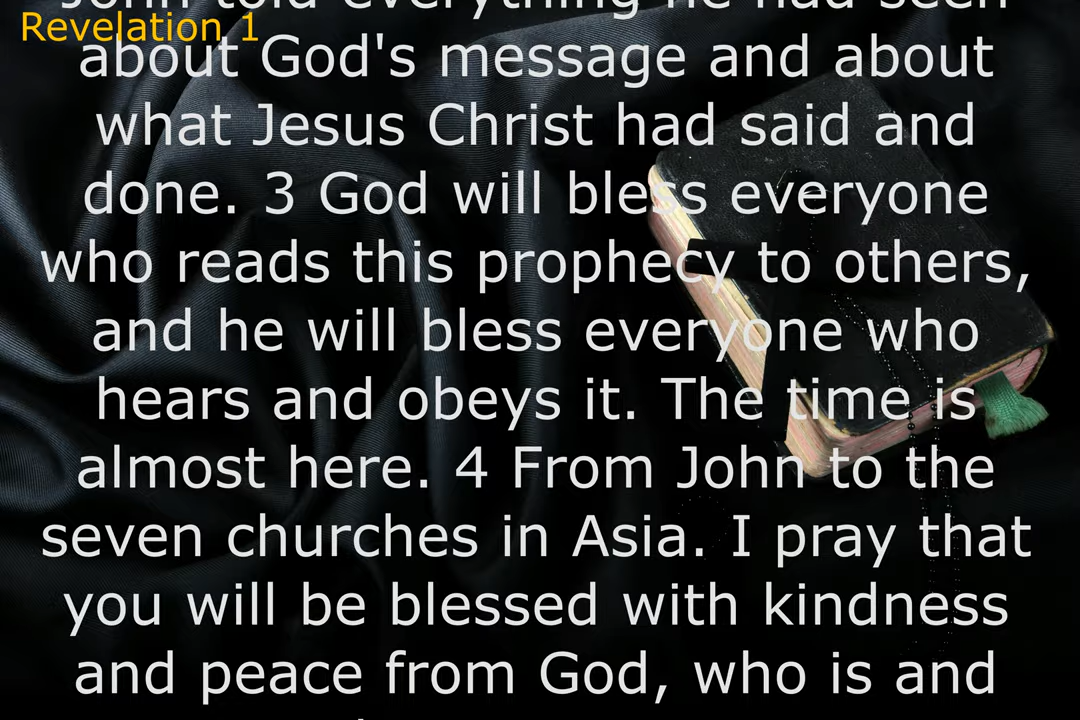 John told everything he had seen
Revelation 1
about God's message and about
what Jesus Christ had said and
done. 3 God will bless everyone
who reads this prophecy to others,
and he will bless everyone who
hears and obeys it. The time is
almost here. 4 From John to the
seven churches in Asia. I pray that
you will be blessed with kindness
and peace from God, who is and